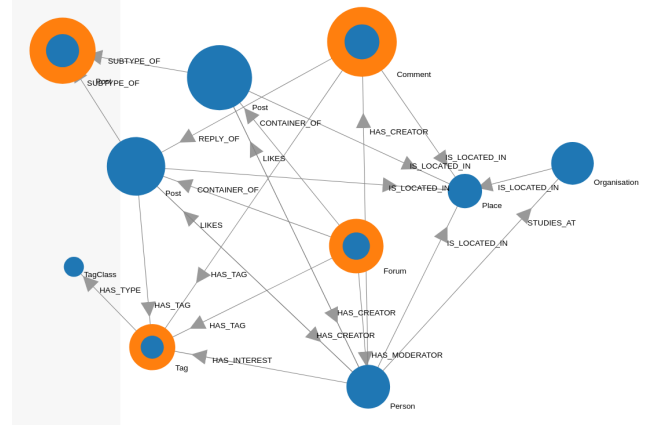 SUBTYPE_OF
Post
SUBTYPE_OF
Comment
Post
CONTAINER_OF
HAS_CREATOR
REPLY_OF
LIKES
IS_LOCATED_IN
IS_LOCATED_IN
Organisation
IS_LOCATED_IN
IS_LOCATED_IN
Post
CONTAINER_OF
Place
LIKES
STUDIES_AT
IS_LOCATED_IN
TagClass
HAS_TAG
Forum
HAS_TYPE
HAS_TAG
HAS_CREATOR
HAS_TAG
HAS_CREATOR
HAS_MODERATOR
HAS_INTEREST
Tag
Person